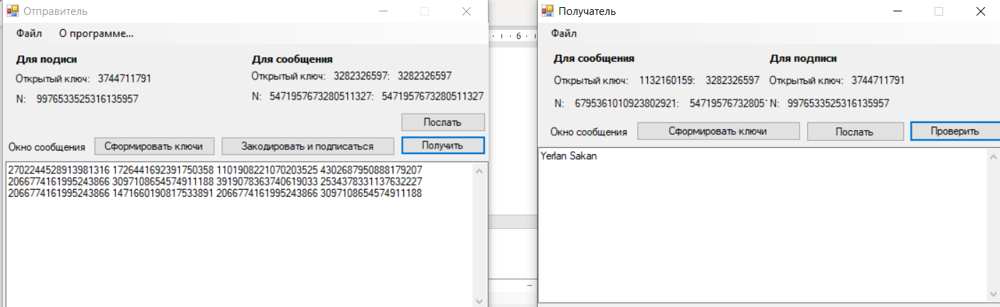 Отправитель
Файл О программе...
Для подиси Для сообщения
Открытый ключ: 3744711791 Открытый ключ: 3282326597: 3282326597
N: 9976533525316135957 N: 5471957673280511327: 5471957673280511327
Послать
Окно сообщения Сформировать ключи Закодировать и подписаться Получить
2702244528913981316 1726441692391750358 1101908221070203525 4302687950888179207
2066774161995243866 3097108654574911188 3919078363740619033 2534378331137632227
2066774161995243866 1471660190817533891 2066774161995243866 3097108654574911188
6
Получатель
Файл
Для сообщения Для подписи
Открытый ключ: 1132160159: 3282326597 Открытый ключ: 3744711791
N: 6795361010923802921: 54719576732805 N: 9976533525316135957
Окно сообщения Сформировать ключи Послать Проверить
Yerlan Sakan